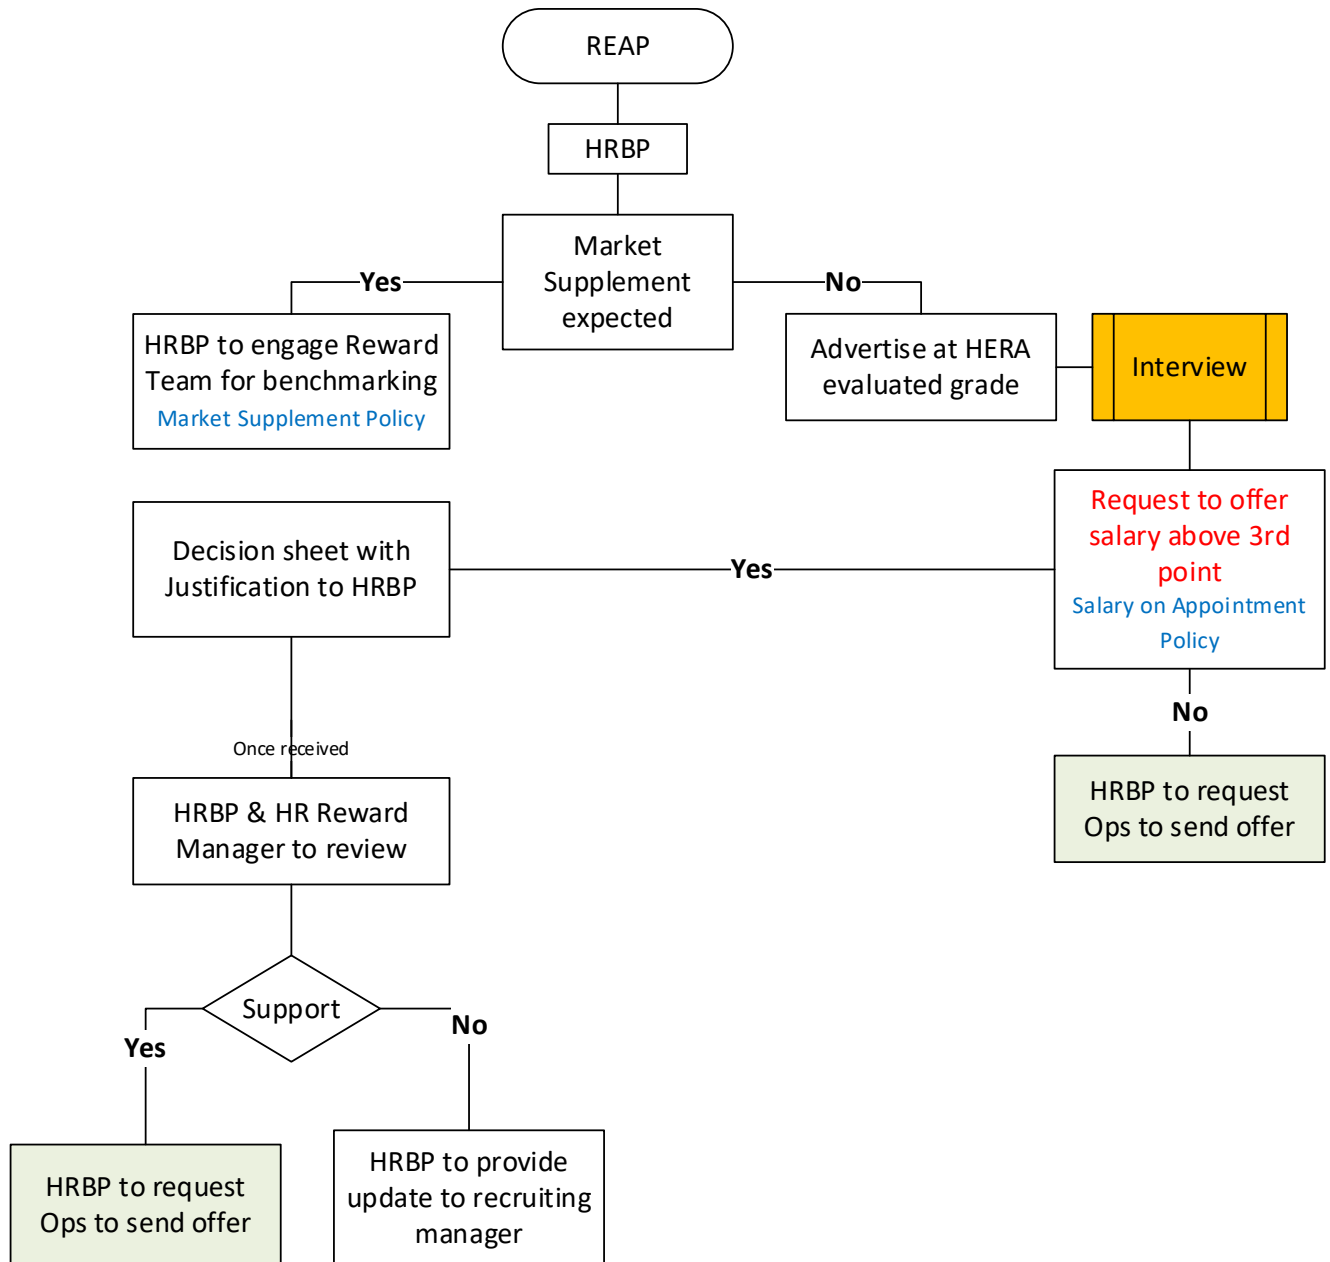 REAP
HRBP
Market
Supplement
expected
Yes
No
HRBP to engage Reward
Team for benchmarking
Market Supplement Policy
Advertise at HERA
evaluated grade
Interview
Request to offer
salary above 3rd
point
Salary on Appointment
Policy
Yes
Decision sheet with
Justification to HRBP
No
Once received
HRBP to request
Ops to send offer
HRBP & HR Reward
Manager to review
Support
Yes
No
HRBP to request
Ops to send offer
HRBP to provide
update to recruiting
manager